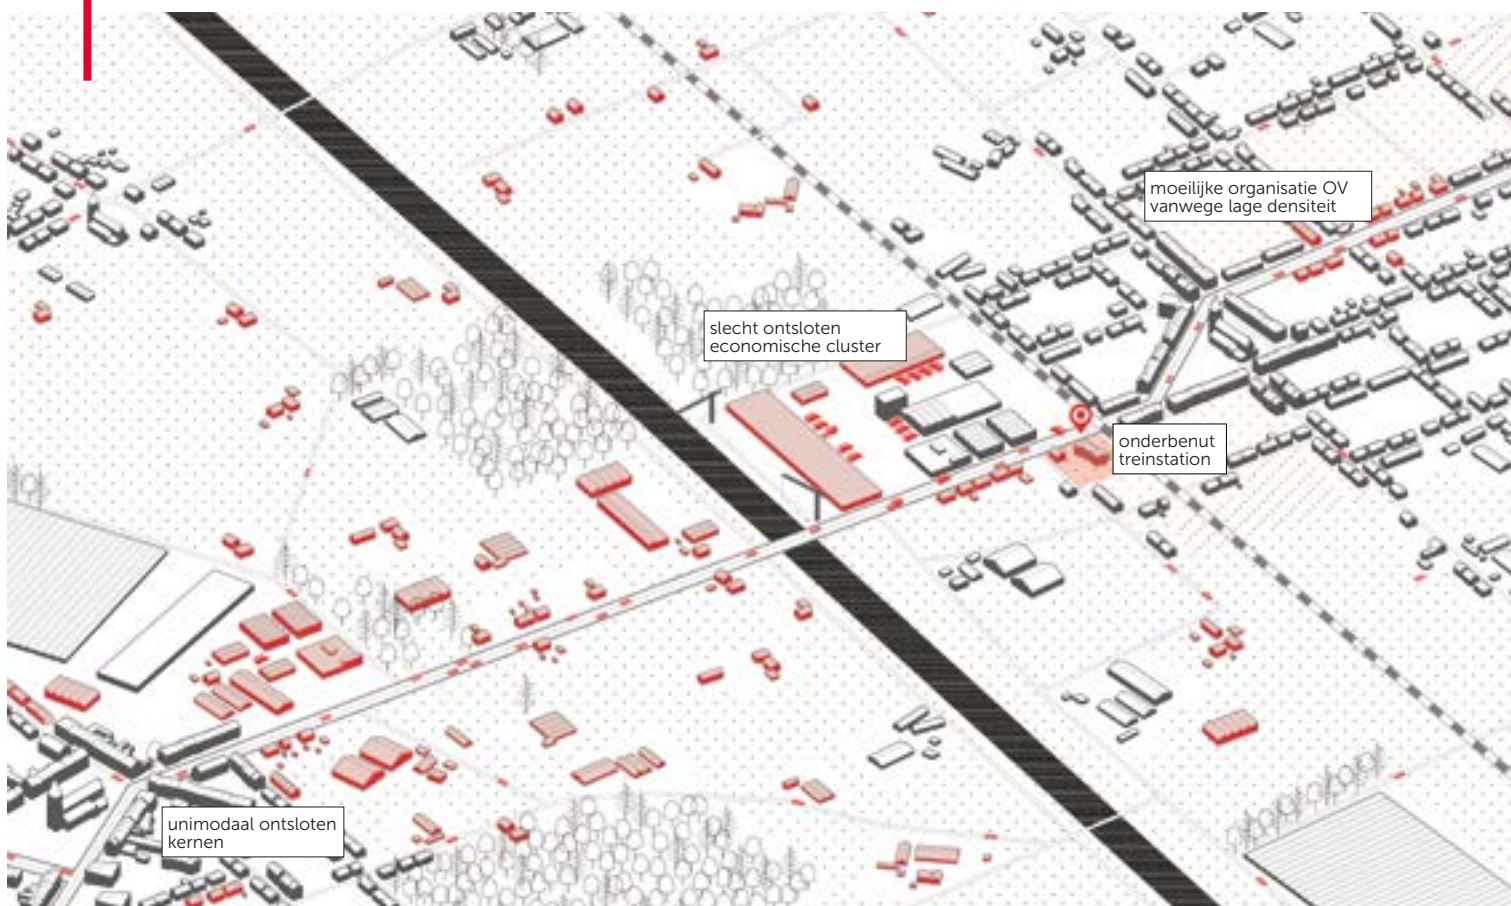 moeilijke organisatie OV
vanwege lage densiteit
slecht ontsloten
economische cluster
onderbenut
treinstation
unimodaal ontsloten
kernen